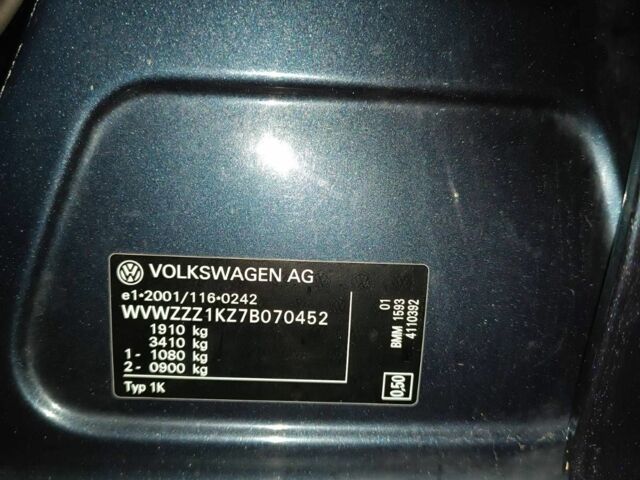 VOLKSWAGEN AG
e1*2001/116*0242
WVWZZZ1KZ7B070452
1910 kg
3410 kg
1- 1080 kg
2- 0900 kg
Typ 1K
01
BMM 1593
4110392
0,50